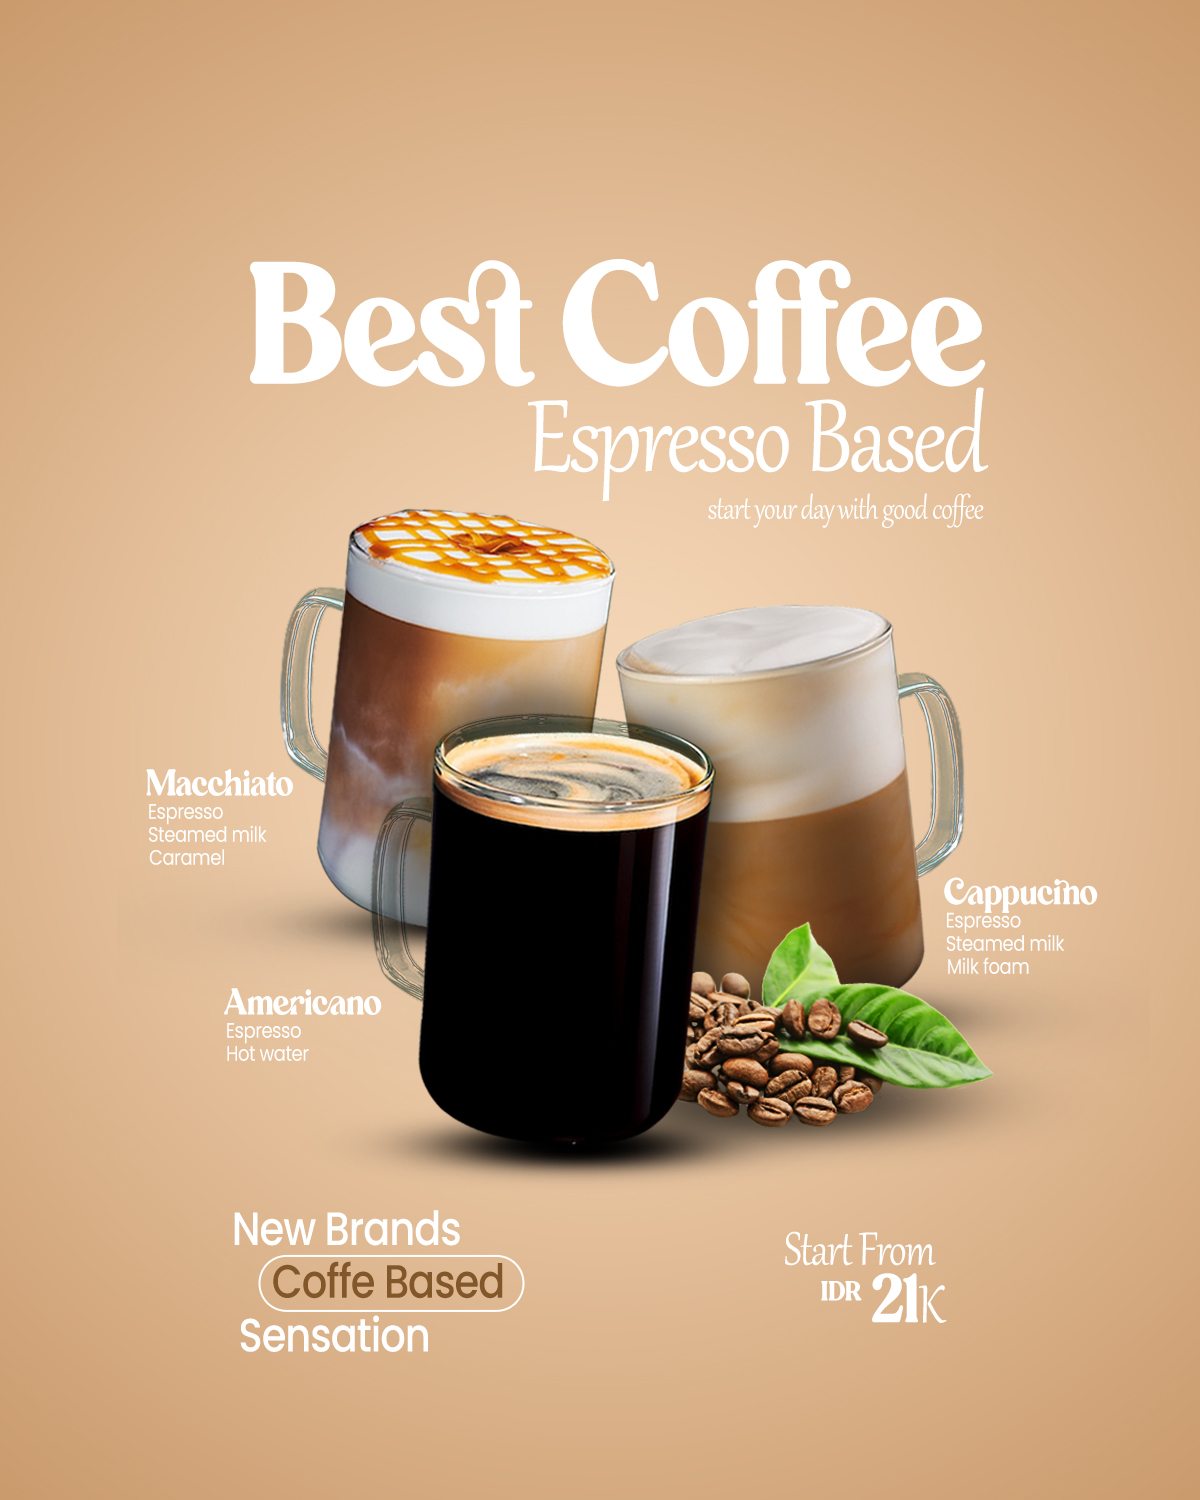 Best Coffee
Espresso Based
start your day with good coffee
Macchiato
Espresso
Steamed milk
Caramel
Cappucino
Espresso
Steamed milk
Milk foam
Americano
Espresso
Hot water
New Brands
Coffe Based
Sensation
Start From
IDR 21K